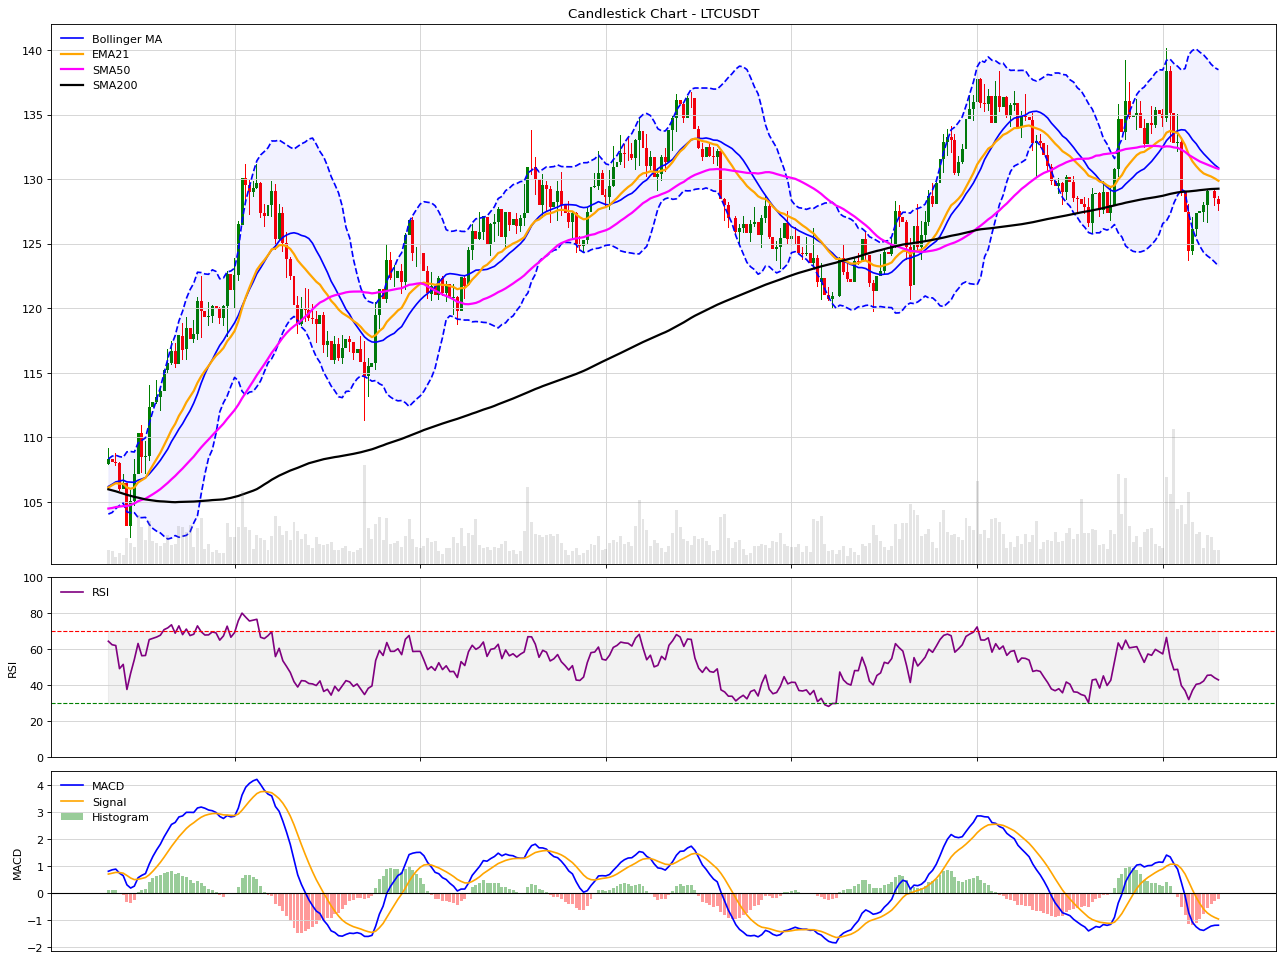 Candlestick Chart - LTCUSDT
Bollinger MA
EMA21
SMA50
SMA200
140
135
130
125
120
115
110
105
RSI
100
80
60
40
20
0
RSI
MACD
Signal
Histogram
4
3
2
1
0
−1
−2
MACD